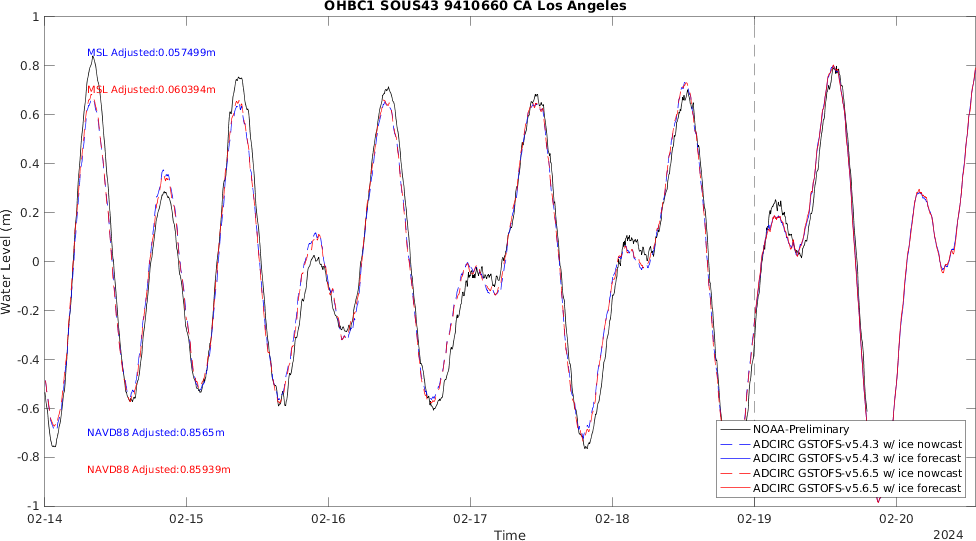 OHBC1 SOUS43 9410660 CA Los Angeles
1
0.8
0.6
0.4
0.2
0
-0.2
-0.4
-0.6
-0.8
-1
Water Level (m)
MSL Adjusted:0.057499m
MSL Adjusted:0.060394m
NAVD88 Adjusted:0.8565m
NAVD88 Adjusted:0.85939m
NOAA-Preliminary
ADCIRC GSTOFS-v5.4.3 w/ ice nowcast
ADCIRC GSTOFS-v5.4.3 w/ ice forecast
ADCIRC GSTOFS-v5.6.5 w/ ice nowcast
ADCIRC GSTOFS-v5.6.5 w/ ice forecast
02-14 02-15 02-16 02-17 02-18 02-19 02-20
Time
2024